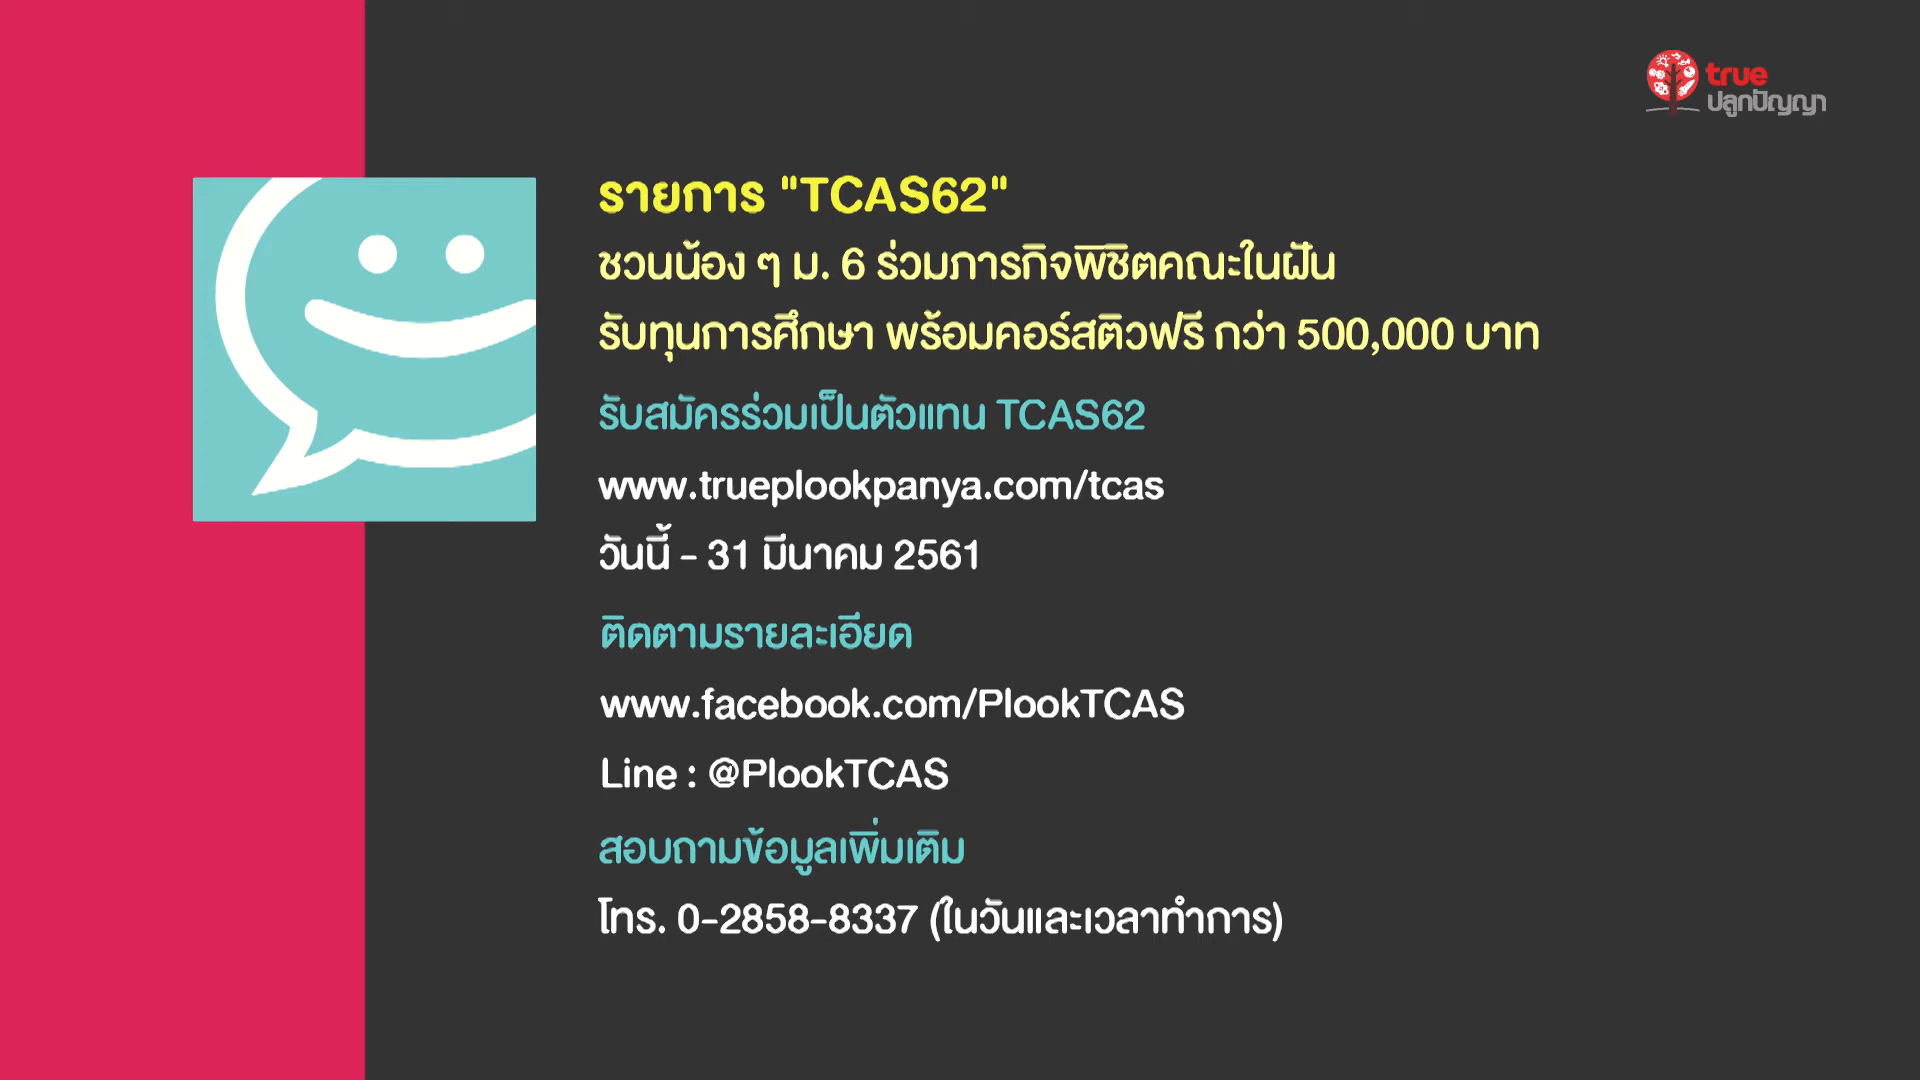 true
ปลูกปัญญา
รายการ "TCAS62"
ชวนน้อง ๆ ม. 6 ร่วมภารกิจพิชิตคณะในฝัน
รับทุนการศึกษา พร้อมคอร์สติวฟรี กว่า 500,000 บาท
รับสมัครร่วมเป็นตัวแทน TCAS62
www.trueplookpanya.com/tcas
วันนี้ - 31 มีนาคม 2561
ติดตามรายละเอียด
www.facebook.com/PlookTCAS
Line : @PlookTCAS
สอบถามข้อมูลเพิ่มเติม
โทร. 0-2858-8337 (ในวันและเวลาทำการ)